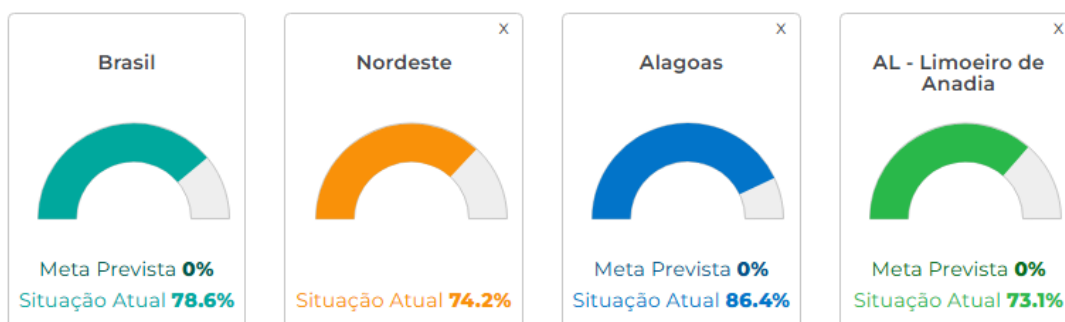 Brasil
Meta Prevista 0%
Situação Atual 78.6%
x
Nordeste
Situação Atual 74.2%
x
Alagoas
Meta Prevista 0%
Situação Atual 86.4%
x
AL - Limoeiro de
Anadia
Meta Prevista 0%
Situação Atual 73.1%